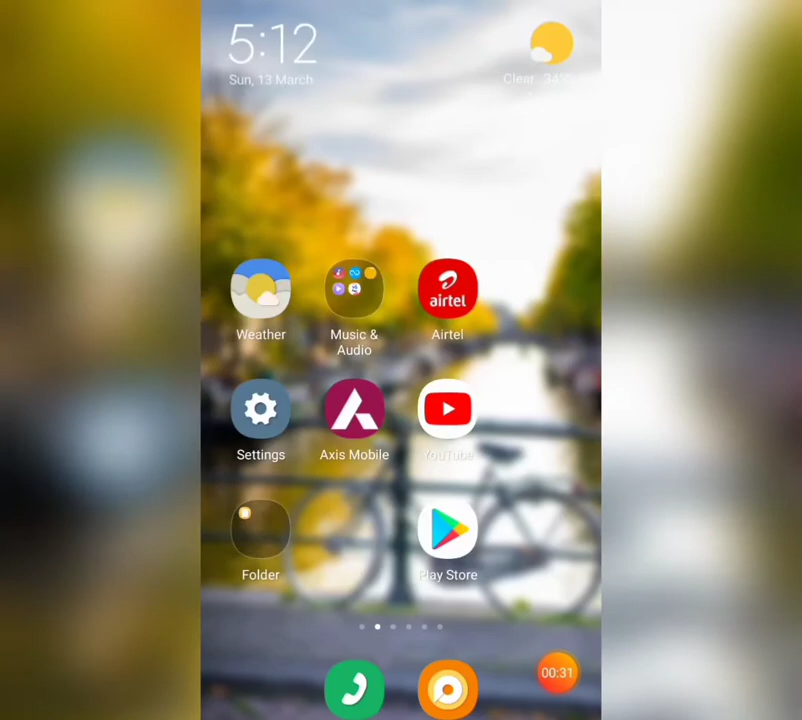 5:12
Sun, 13 March
Clear 34°C
airtel
Weather
Music &
Audio
Airtel
Settings
Axis Mobile
YouTube
Folder
Play Store
00:31